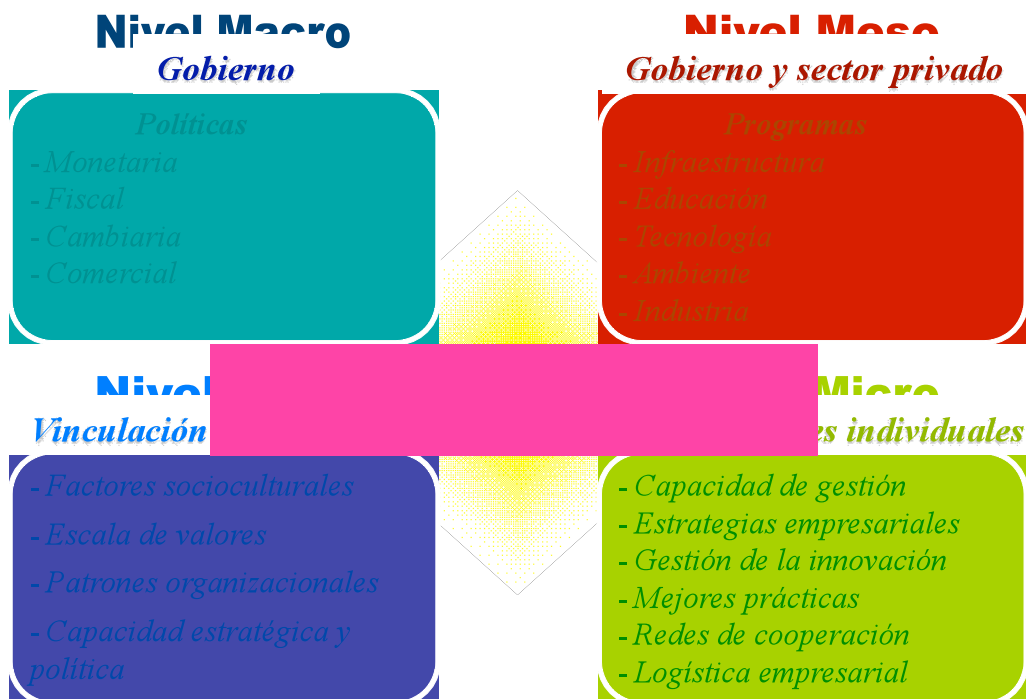 Nivel Macro
Gobierno
Políticas
- Monetaria
- Fiscal
- Cambiaria
- Comercial
Nivel Meso
Gobierno y sector privado
Programas
- Infraestructura
- Educación
- Tecnología
- Ambiente
- Industria
Nivel
Vinculación
- Factores socioculturales
- Escala de valores
- Patrones organizacionales
- Capacidad estratégica y
política
Micro
es individuales
- Capacidad de gestión
- Estrategias empresariales
- Gestión de la innovación
- Mejores prácticas
- Redes de cooperación
- Logística empresarial